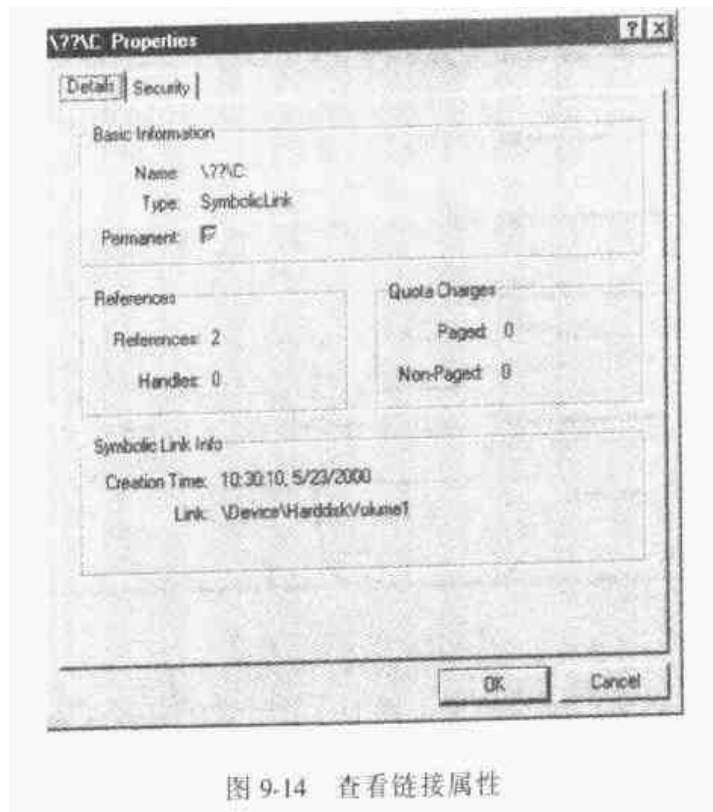 \??\C Properties
Details Security
Basic Information
Name: \??\C:
Type: SymbolicLink
Permanent:
References
References: 2
Handles: 0
Quota Charges
Paged: 0
Non-Paged: 0
Symbolic Link Info
Creation Time: 10:30:10, 5/23/2000
Link: \Device\HarddiskVolume1
OK Cancel
图 9-14 查看链接属性